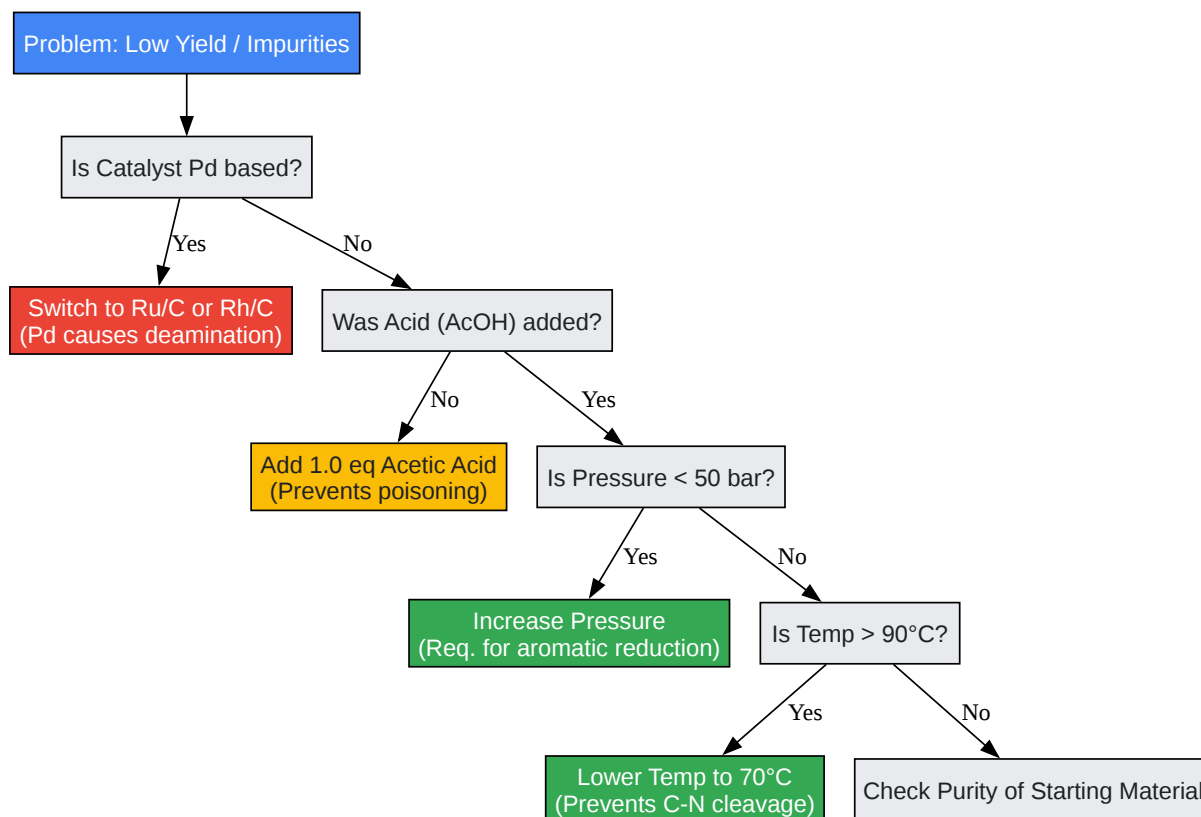 Problem: Low Yield / Impurities
Is Catalyst Pd based?
Yes
No
Switch to Ru/C or Rh/C
(Pd causes deamination)
Was Acid (AcOH) added?
No
Yes
Add 1.0 eq Acetic Acid
(Prevents poisoning)
Is Pressure < 50 bar?
Yes
No
Increase Pressure
(Req. for aromatic reduction)
Is Temp > 90°C?
Yes
No
Lower Temp to 70°C
(Prevents C-N cleavage)
Check Purity of Starting Material